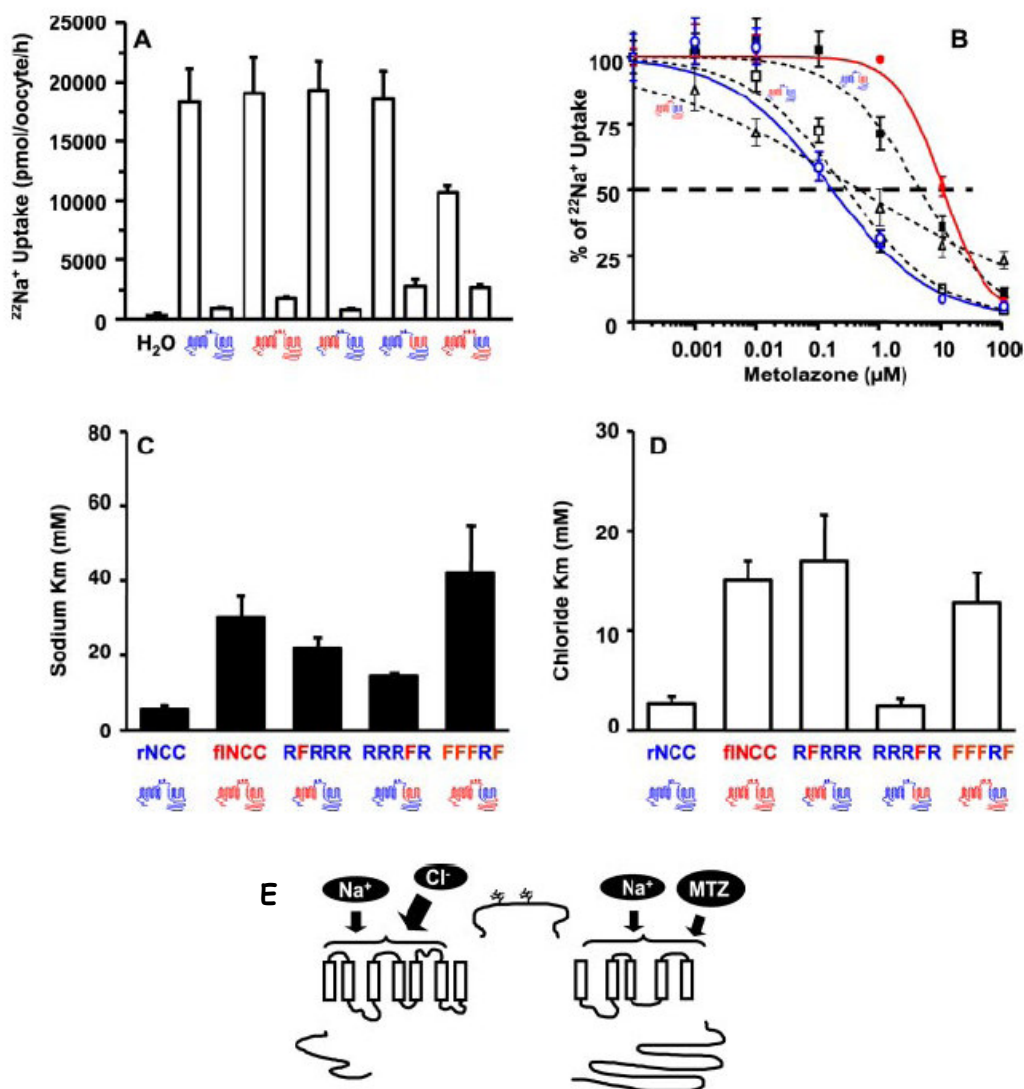 A
²²Na⁺ Uptake (pmol/oocyte/h)
25000
20000
15000
10000
5000
0
H₂O
B
% of ²²Na⁺ Uptake
100
75
50
25
0
0.001 0.01 0.1 1.0 10 100
Metolazone (µM)
C
Sodium Km (mM)
80
60
40
20
0
rNCC flNCC RFRRR RRRFR FFFRF
D
Chloride Km (mM)
30
20
10
0
rNCC flNCC RFRRR RRRFR FFFRF
E
Na⁺ Cl⁻ Na⁺ MTZ